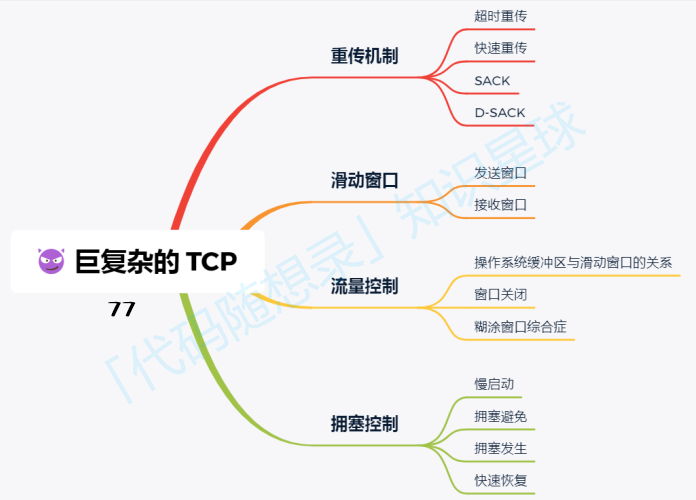 巨复杂的 TCP
77
重传机制
超时重传
快速重传
SACK
D-SACK
滑动窗口
发送窗口
接收窗口
流量控制
操作系统缓冲区与滑动窗口的关系
窗口关闭
糊涂窗口综合症
拥塞控制
慢启动
拥塞避免
拥塞发生
快速恢复
「代码随想录」知识星球